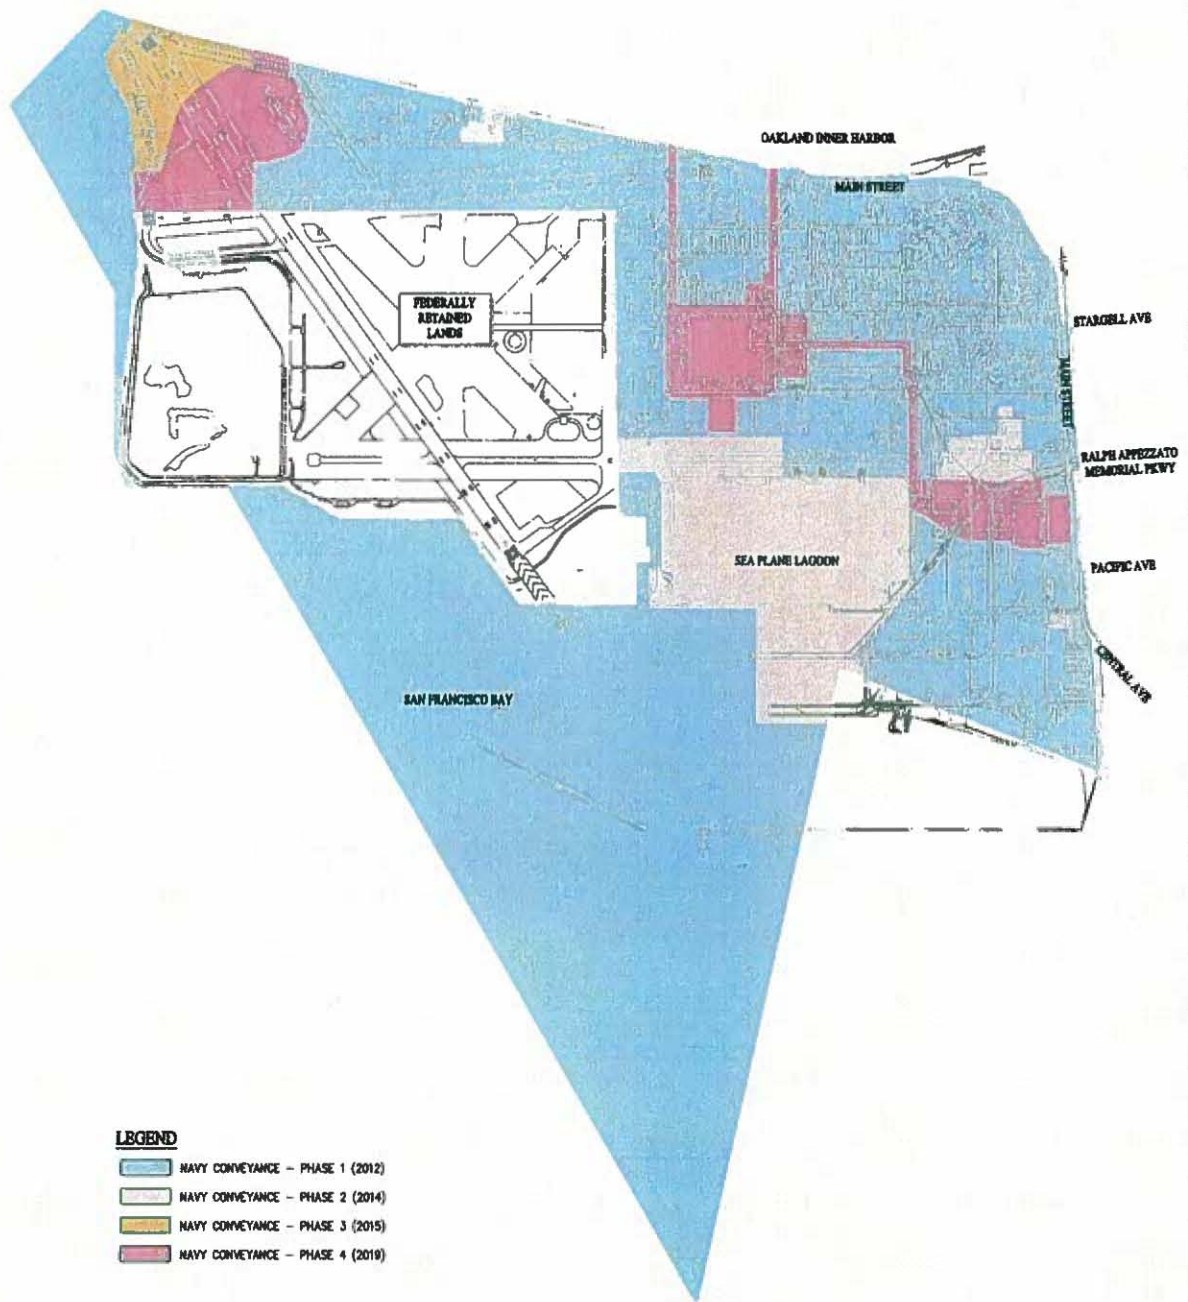 OAKLAND INNER HARBOR
MAIN STREET
FEDERALLY
RETAINED
LANDS
STARGELL AVE
MAIN STREET
RALPH APPEZZATO
MEMORIAL PKWY
SEA PLANE LAGOON
PACIFIC AVE
CENTRAL AVE
SAN FRANCISCO BAY
LEGEND
NAVY CONVEYANCE - PHASE 1 (2012)
NAVY CONVEYANCE - PHASE 2 (2014)
NAVY CONVEYANCE - PHASE 3 (2015)
NAVY CONVEYANCE - PHASE 4 (2019)